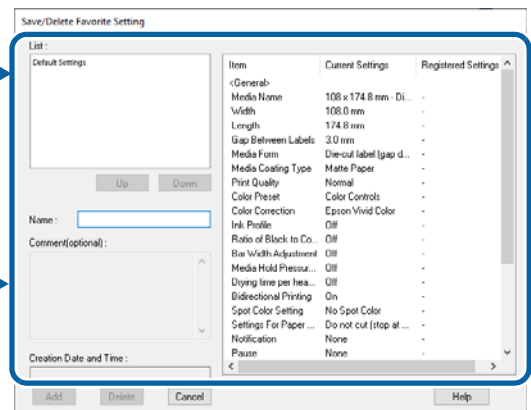 Save/Delete Favorite Setting
List :
Default Settings
Up Down
Name :
Comment(optional) :
Creation Date and Time :
Item Current Settings Registered Settings
<General>
Media Name 108 x 174.8 mm - Di... -
Width 108.0 mm -
Length 174.8 mm -
Gap Between Labels 3.0 mm -
Media Form Die-cut label (gap d... -
Media Coating Type Matte Paper -
Print Quality Normal -
Color Preset Color Controls -
Color Correction Epson Vivid Color -
Ink Profile Off -
Ratio of Black to Co... Off -
Bar Width Adjustment Off -
Media Hold Pressur... Off -
Drying time per hea... Off -
Bidirectional Printing On -
Spot Color Setting No Spot Color -
Settings For Paper ... Do not cut (stop at ... -
Notification None -
Pause None -
Add Delete Cancel Help